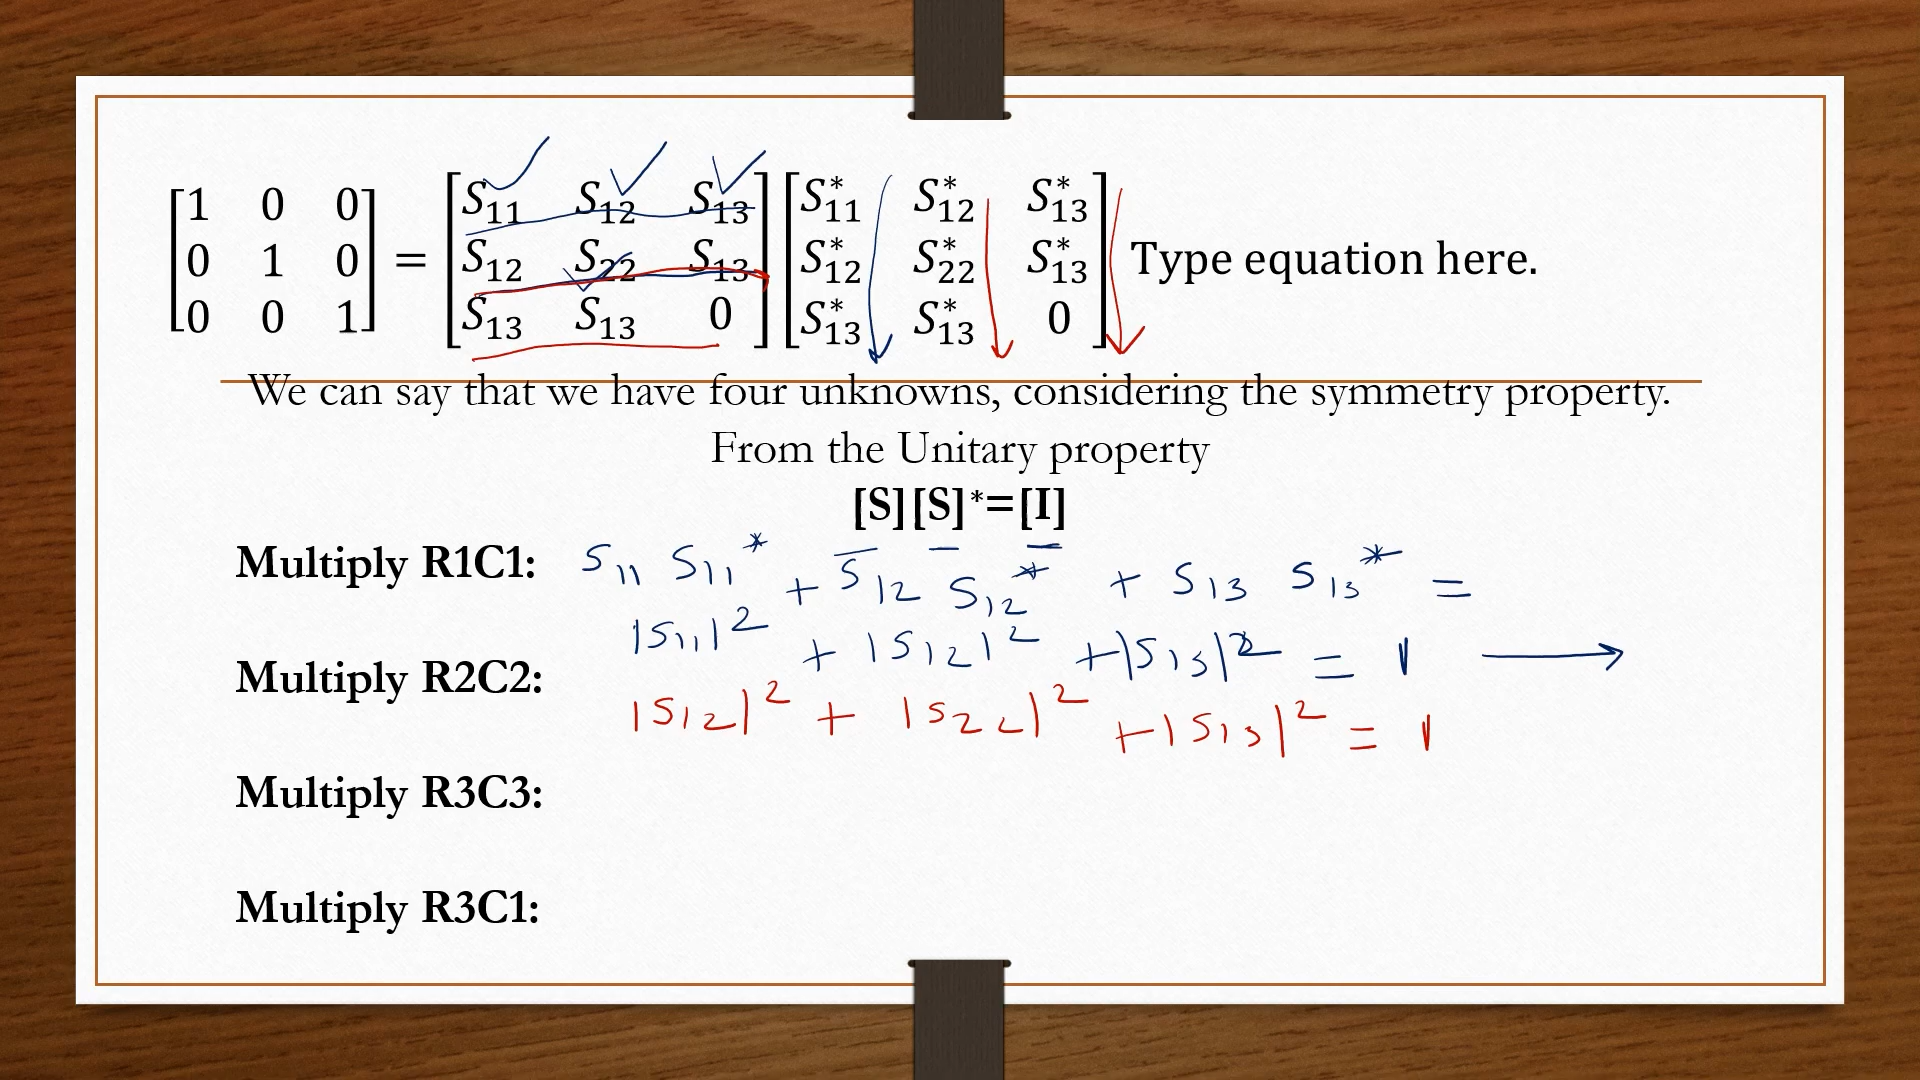 [1 0 0] = [S11 S12 S13] [S*11 S*12 S*13]
[0 1 0] [S12 S22 S13] [S*12 S*22 S*13] Type equation here.
[0 0 1] [S13 S13 0] [S*13 S*13 0]
We can say that we have four unknowns, considering the symmetry property.
From the Unitary property
[S][S]*=[I]
Multiply R1C1: S11 S11* + S12 S12* + S13 S13* =
|S11|² + |S12|² + |S13|² = 1 →
Multiply R2C2: |S12|² + |S22|² + |S13|² = 1
Multiply R3C3:
Multiply R3C1: